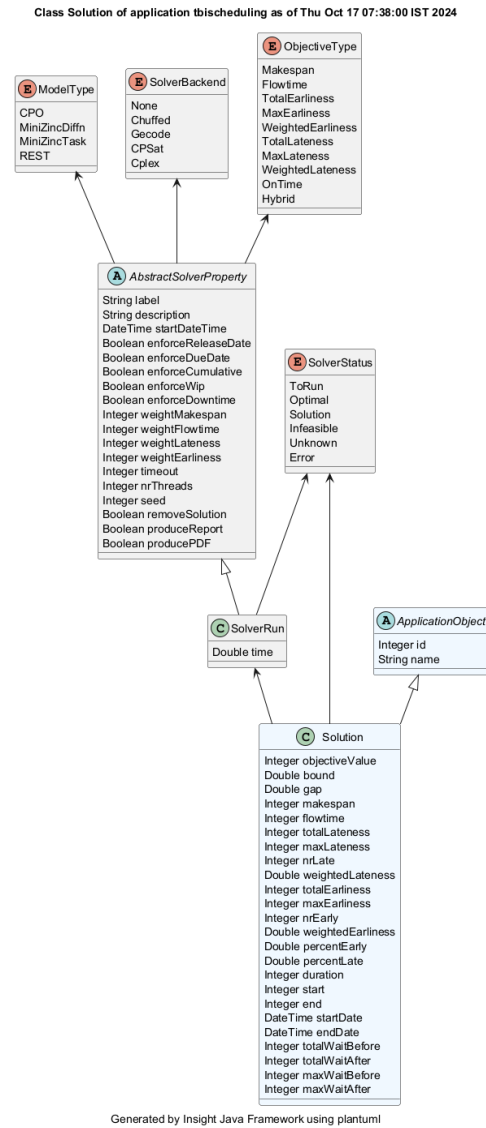 Class Solution of application tbischeduling as of Thu Oct 17 07:38:00 IST 2024
E ObjectiveType
Makespan
Flowtime
TotalEarliness
MaxEarliness
WeightedEarliness
TotalLateness
MaxLateness
WeightedLateness
OnTime
Hybrid
E ModelType
CPO
MiniZincDiffn
MiniZincTask
REST
E SolverBackend
None
Chuffed
Gecode
CPSat
Cplex
A AbstractSolverProperty
String label
String description
DateTime startDateTime
Boolean enforceReleaseDate
Boolean enforceDueDate
Boolean enforceCumulative
Boolean enforceWip
Boolean enforceDowntime
Integer weightMakespan
Integer weightFlowtime
Integer weightLateness
Integer weightEarliness
Integer timeout
Integer nrThreads
Integer seed
Boolean removeSolution
Boolean produceReport
Boolean producePDF
E SolverStatus
ToRun
Optimal
Solution
Infeasible
Unknown
Error
C SolverRun
Double time
A ApplicationObject
Integer id
String name
C Solution
Integer objectiveValue
Double bound
Double gap
Integer makespan
Integer flowtime
Integer totalLateness
Integer maxLateness
Integer nrLate
Double weightedLateness
Integer totalEarliness
Integer maxEarliness
Integer nrEarly
Double weightedEarliness
Double percentEarly
Double percentLate
Integer duration
Integer start
Integer end
DateTime startDate
DateTime endDate
Integer totalWaitBefore
Integer totalWaitAfter
Integer maxWaitBefore
Integer maxWaitAfter
Generated by Insight Java Framework using plantuml